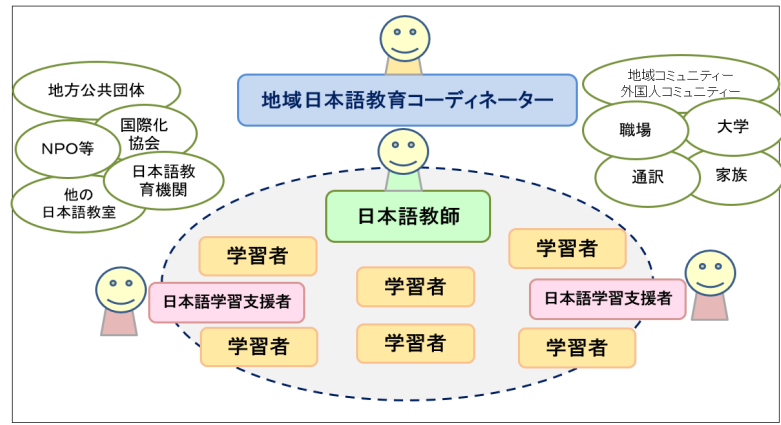 地域日本語教育コーディネーター
地方公共団体
国際化
協会
NPO等
日本語教
育機関
他の
日本語教室
地域コミュニティー
外国人コミュニティー
職場
大学
通訳
家族
日本語教師
学習者
学習者
学習者
日本語学習支援者
日本語学習支援者
学習者
学習者
学習者